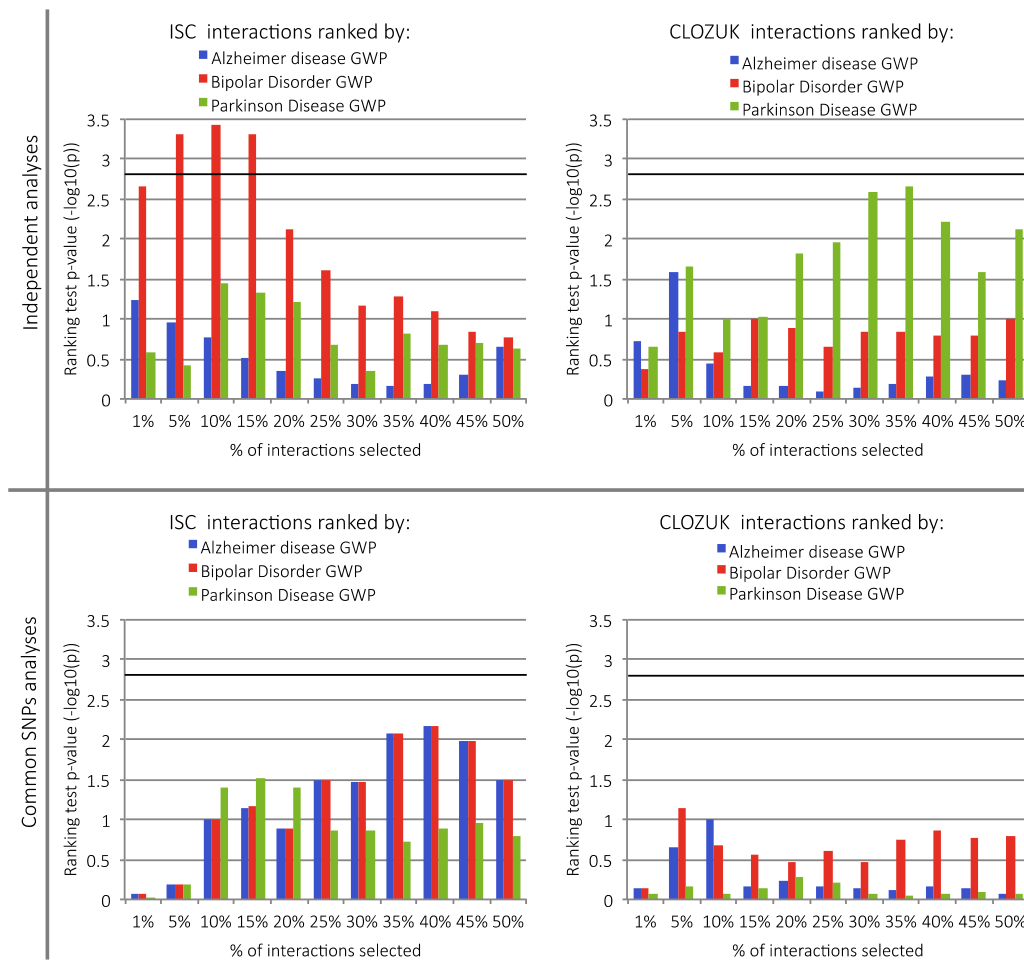 Independent analyses
ISC interactions ranked by:
Alzheimer disease GWP
Bipolar Disorder GWP
Parkinson Disease GWP
Ranking test p-value (-log10(p))
3.5
3
2.5
2
1.5
1
0.5
0
1% 5% 10% 15% 20% 25% 30% 35% 40% 45% 50%
% of interactions selected
CLOZUK interactions ranked by:
Alzheimer disease GWP
Bipolar Disorder GWP
Parkinson Disease GWP
Ranking test p-value (-log10(p))
3.5
3
2.5
2
1.5
1
0.5
0
1% 5% 10% 15% 20% 25% 30% 35% 40% 45% 50%
% of interactions selected
Common SNPs analyses
ISC interactions ranked by:
Alzheimer disease GWP
Bipolar Disorder GWP
Parkinson Disease GWP
Ranking test p-value (-log10(p))
3.5
3
2.5
2
1.5
1
0.5
0
1% 5% 10% 15% 20% 25% 30% 35% 40% 45% 50%
% of interactions selected
CLOZUK interactions ranked by:
Alzheimer disease GWP
Bipolar Disorder GWP
Parkinson Disease GWP
Ranking test p-value (-log10(p))
3.5
3
2.5
2
1.5
1
0.5
0
1% 5% 10% 15% 20% 25% 30% 35% 40% 45% 50%
% of interactions selected